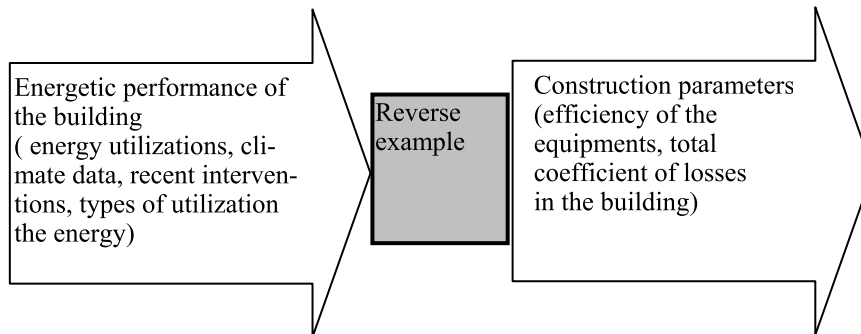 Energetic performance of
the building
( energy utilizations, cli-
mate data, recent interven-
tions, types of utilization
the energy)
Reverse
example
Construction parameters
(efficiency of the
equipments, total
coefficient of losses
in the building)